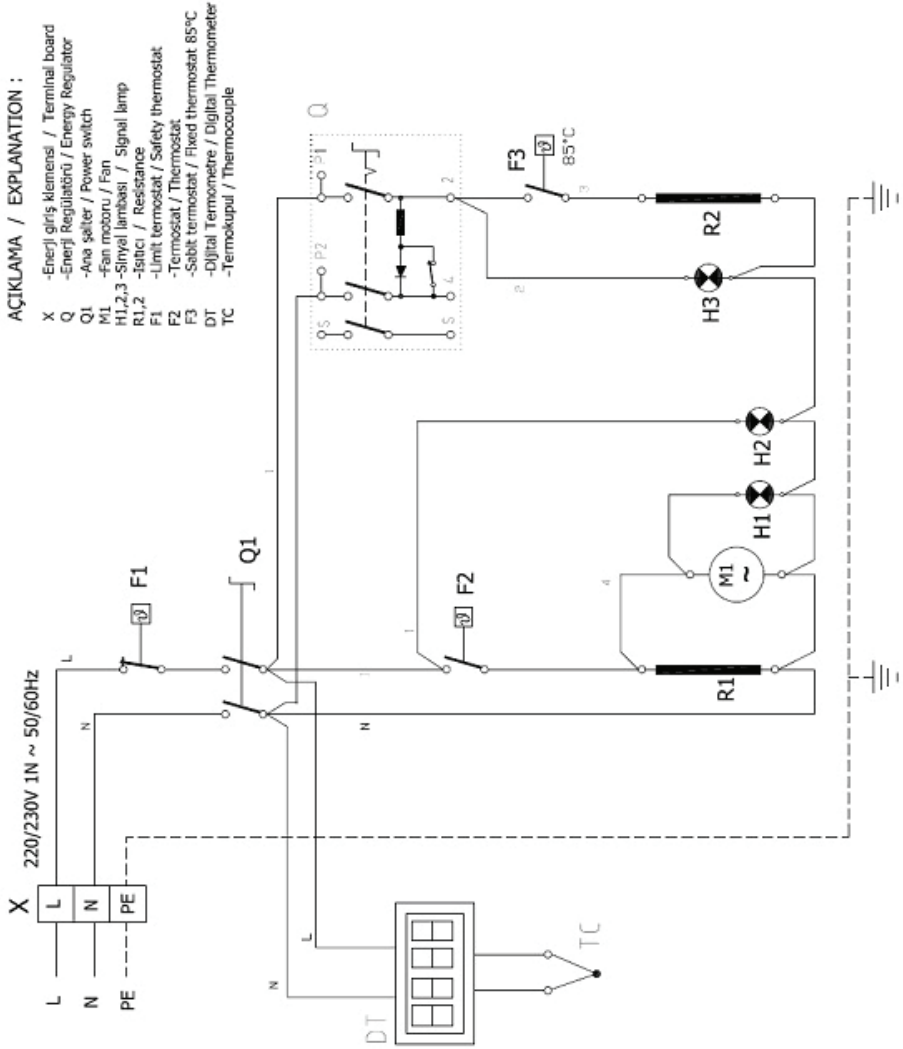 AÇIKLAMA / EXPLANATION :
X -Enerji giriş klemensi / Terminal board
Q -Enerji Regülatörü / Energy Regulator
Q1 -Ana şalter / Power switch
M1 -Fan motoru / Fan
H1,2,3 -Sinyal lambası / Signal lamp
R1,2 -Isıtıcı / Resistance
F1 -Limit termostat / Safety thermostat
F2 -Termostat / Thermostat
F3 -Sabit termostat / Fixed thermostat 85°C
DT -Dijital Termometre / Digital Thermometer
TC -Termokupul / Thermocouple
X
220/230V 1N ~ 50/60Hz
L
L
L
N
N
N
PE
PE
F1
Q1
1
Q
P1
P2
S
2
4
S
F3
ϑ
85°C
3
2
R2
H3
1
1
F2
ϑ
ϑ
4
N
R1
M1
~
H1
H2
N
L
DT
TC